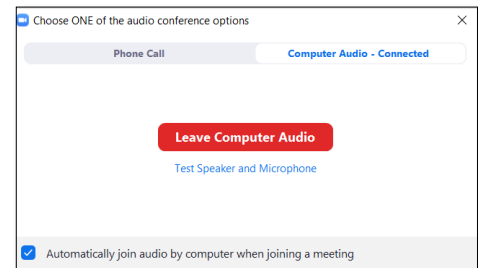 Choose ONE of the audio conference options
Phone Call
Computer Audio - Connected
Leave Computer Audio
Test Speaker and Microphone
Automatically join audio by computer when joining a meeting